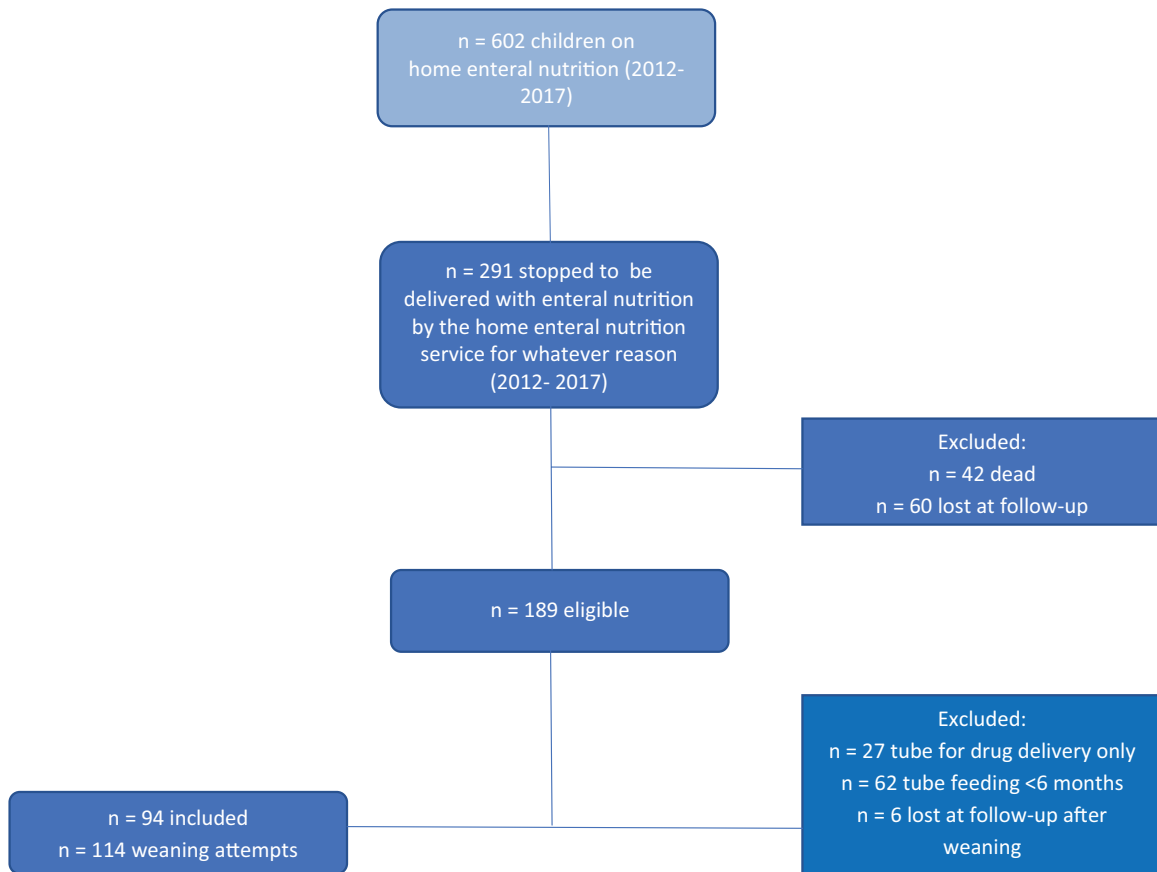 n = 602 children on
home enteral nutrition (2012-
2017)
n = 291 stopped to be
delivered with enteral nutrition
by the home enteral nutrition
service for whatever reason
(2012- 2017)
Excluded:
n = 42 dead
n = 60 lost at follow-up
n = 189 eligible
Excluded:
n = 27 tube for drug delivery only
n = 62 tube feeding <6 months
n = 6 lost at follow-up after
weaning
n = 94 included
n = 114 weaning attempts